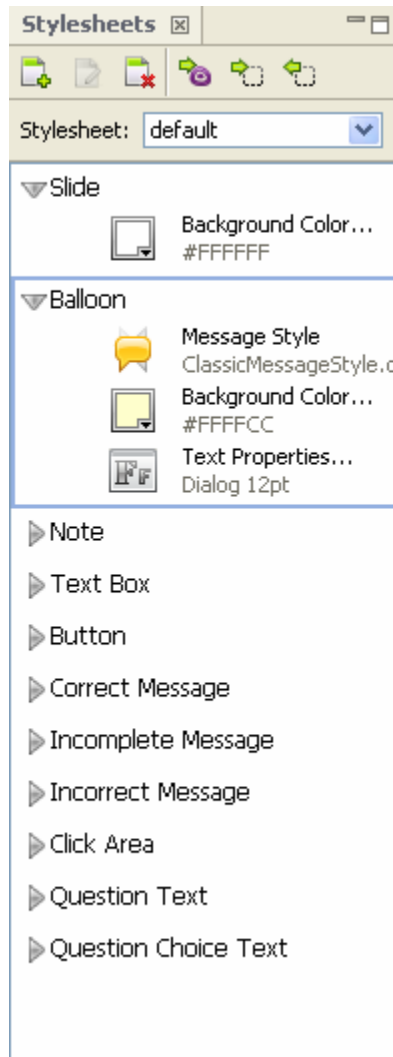 Stylesheets
Stylesheet: default
Slide
Background Color...
#FFFFFF
Balloon
Message Style
ClassicMessageStyle.c
Background Color...
#FFFFCC
Text Properties...
Dialog 12pt
Note
Text Box
Button
Correct Message
Incomplete Message
Incorrect Message
Click Area
Question Text
Question Choice Text